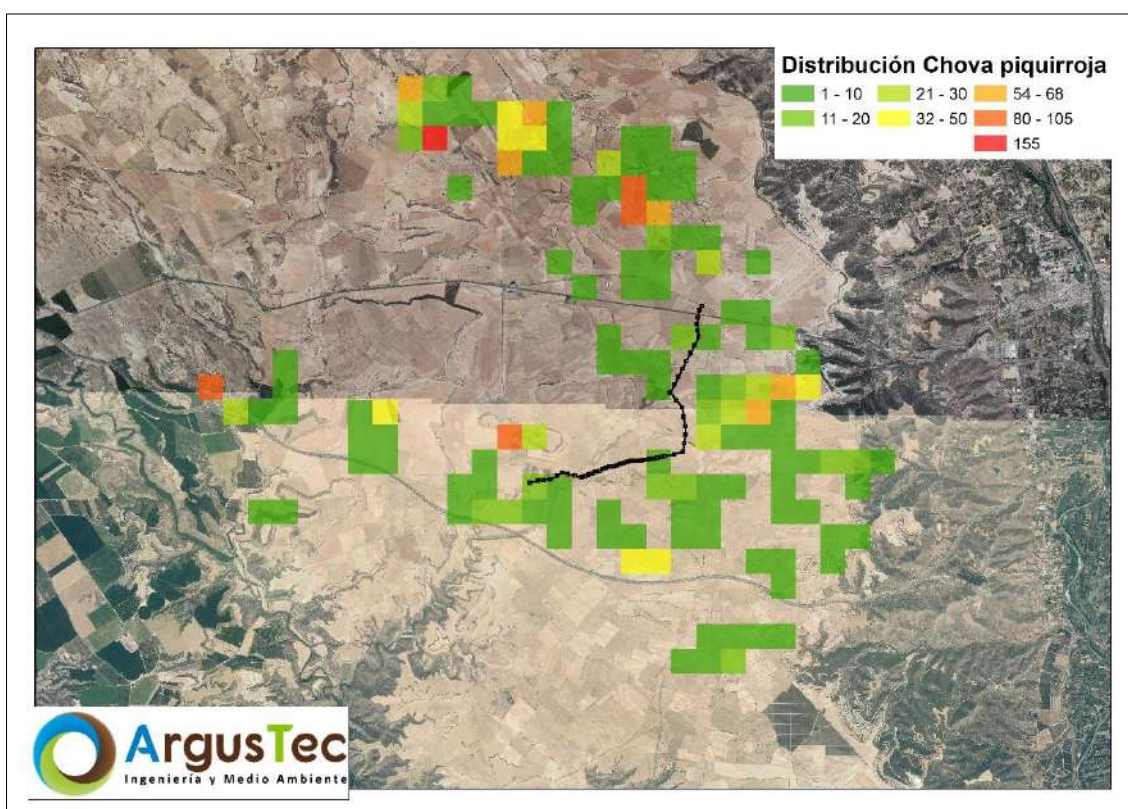 Distribución Chova piquirroja
1 - 10
21 - 30
54 - 68
11 - 20
32 - 50
80 - 105
155
ArgusTec
Ingeniería y Medio Ambiente